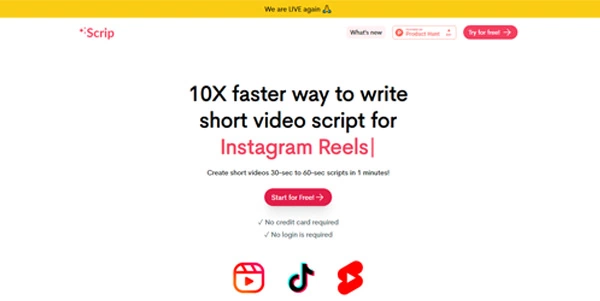 We are LIVE again
Scrip
What's new
Product Hunt
Try for free! →
10X faster way to write
short video script for
Instagram Reels|
Create short videos 30-sec to 60-sec scripts in 1 minutes!
Start for Free! →
✓ No credit card required
✓ No login is required